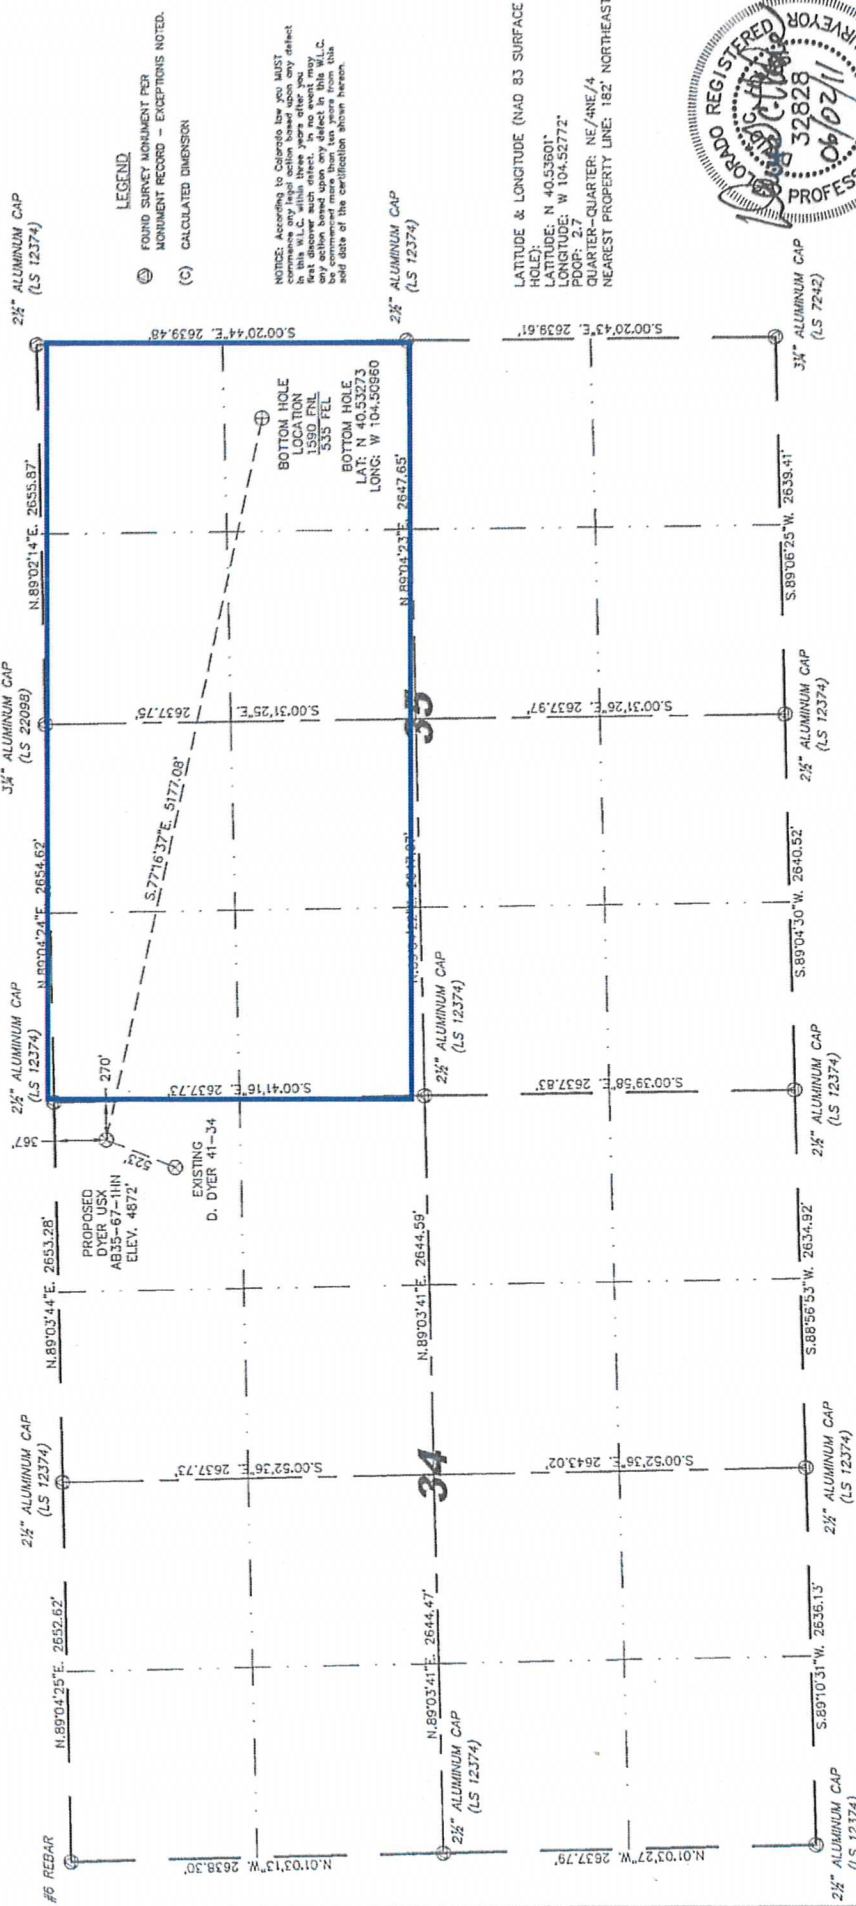 #6 REBAR
N.89°04'25"E. 2652.62'
2½" ALUMINUM CAP
(LS 12374)
N.89°03'44"E. 2653.28'
2½" ALUMINUM CAP
(LS 12374)
N.89°04'24"E. 2654.62'
3¼" ALUMINUM CAP
(LS 22098)
N.89°02'14"E. 2655.87'
2½" ALUMINUM CAP
(LS 12374)
LEGEND
FOUND SURVEY MONUMENT PER
MONUMENT RECORD - EXCEPTIONS NOTED.
(C) CALCULATED DIMENSION
NOTICE: According to Colorado law you MUST
commence any legal action based upon any defect
in this W.L.C. within three years after you
first discover such defect. In no event may
any action based upon any defect in this W.L.C.
be commenced more than ten years from this
said date of the certification shown hereon.
367'
270'
523'
PROPOSED
DYER USX
AB35-67-1HN
ELEV. 4872'
EXISTING
D. DYER 41-34
S.77°16'37"E. 5177.08'
BOTTOM HOLE
LOCATION
1590 FNL
535 FEL
BOTTOM HOLE
LAT: N 40.53273
LONG: W 104.50960
N.01°03'13"W. 2638.30'
S.00°52'36"E. 2637.73'
S.00°41'16"E. 2637.73'
S.00°31'25"E. 2637.75'
S.00°20'44"E. 2639.48'
2½" ALUMINUM CAP
(LS 12374)
N.89°03'41"E. 2644.47'
34
N.89°03'41"E. 2644.59'
2½" ALUMINUM CAP
(LS 12374)
35
N.89°04'23"E. 2647.65'
2½" ALUMINUM CAP
(LS 12374)
N.01°03'27"W. 2637.79'
S.00°52'36"E. 2643.02'
S.00°39'58"E. 2637.83'
S.00°31'26"E. 2637.97'
S.00°20'43"E. 2639.61'
LATITUDE & LONGITUDE (NAD 83 SURFACE
HOLE):
LATITUDE: N 40.53601°
LONGITUDE: W 104.52772°
PDOP: 2.7
QUARTER-QUARTER: NE/4NE/4
NEAREST PROPERTY LINE: 182' NORTHEAST
2½" ALUMINUM CAP
(LS 12374)
S.89°10'31"W. 2636.13'
2½" ALUMINUM CAP
(LS 12374)
S.88°56'53"W. 2634.92'
2½" ALUMINUM CAP
(LS 12374)
S.89°04'30"W. 2640.52'
2½" ALUMINUM CAP
(LS 12374)
S.89°06'25"W. 2639.41'
3¼" ALUMINUM CAP
(LS 7242)
COLORADO REGISTERED
32828
06/02/11